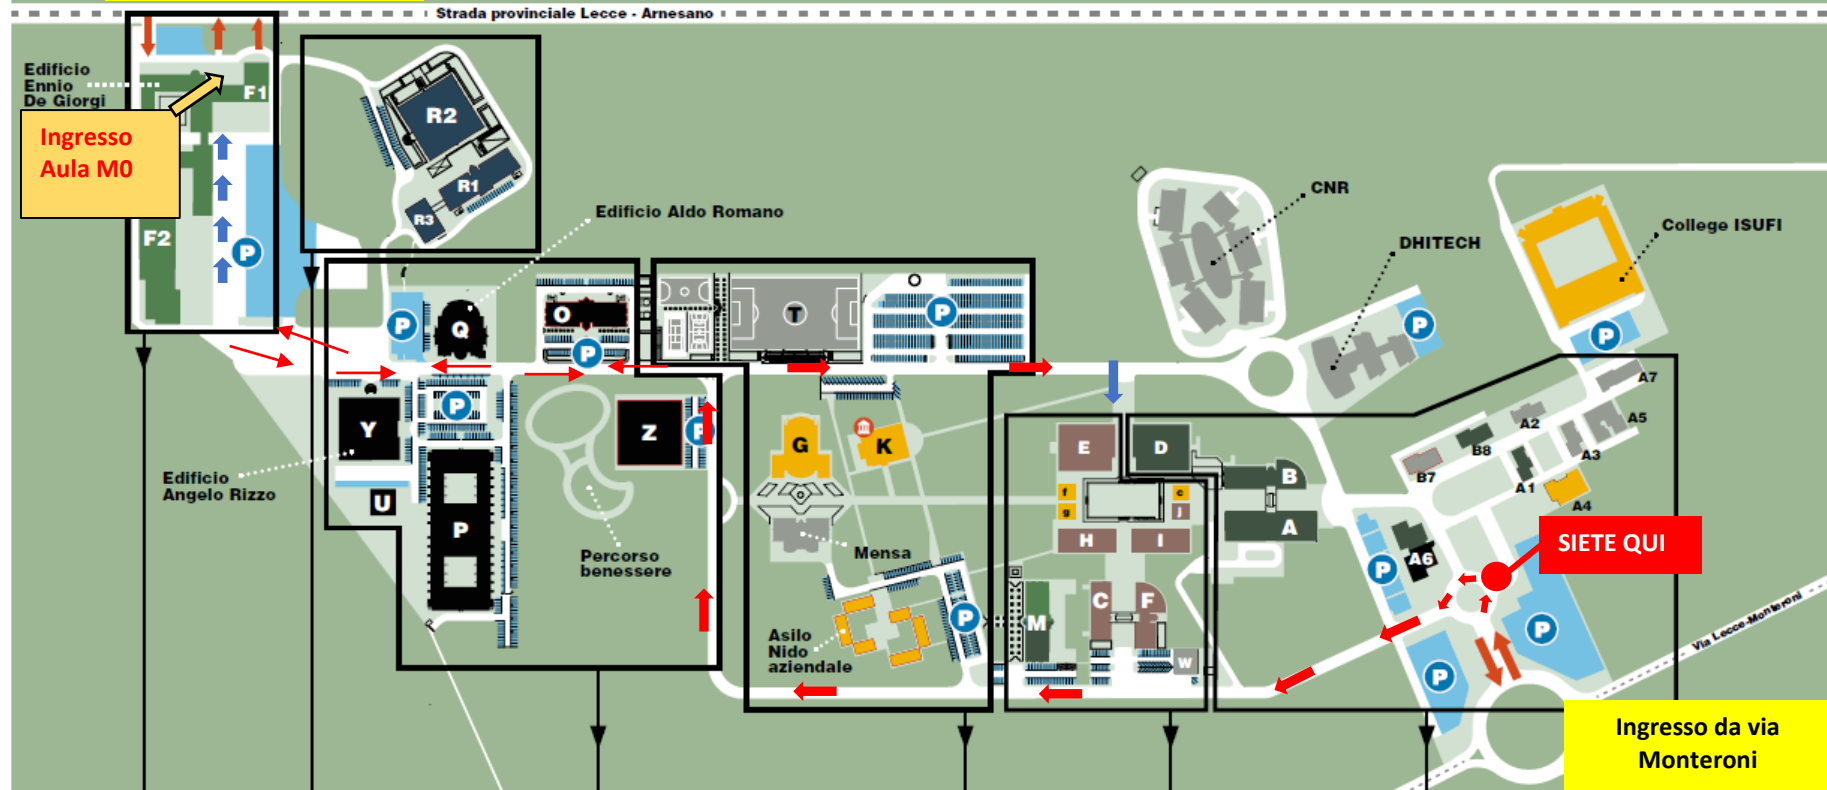 Strada provinciale Lecce - Arnesano
Edificio
Ennio
De Giorgi
F1
Ingresso
Aula M0
F2
P
R2
R1
R3
Edificio Aldo Romano
CNR
DHITECH
College ISUFI
P
Q
O
P
T
P
P
P
Y
P
Z
P
Edificio
Angelo Rizzo
U
P
Percorso
benessere
G
K
Mensa
Asilo
Nido
aziendale
P
E
D
B
f
g
c
j
A
H
I
M
C
F
W
A7
A2
A5
B8
A3
B7
A1
A4
A6
P
SIETE QUI
P
P
Via Lecce-Monteroni
Ingresso da via
Monteroni